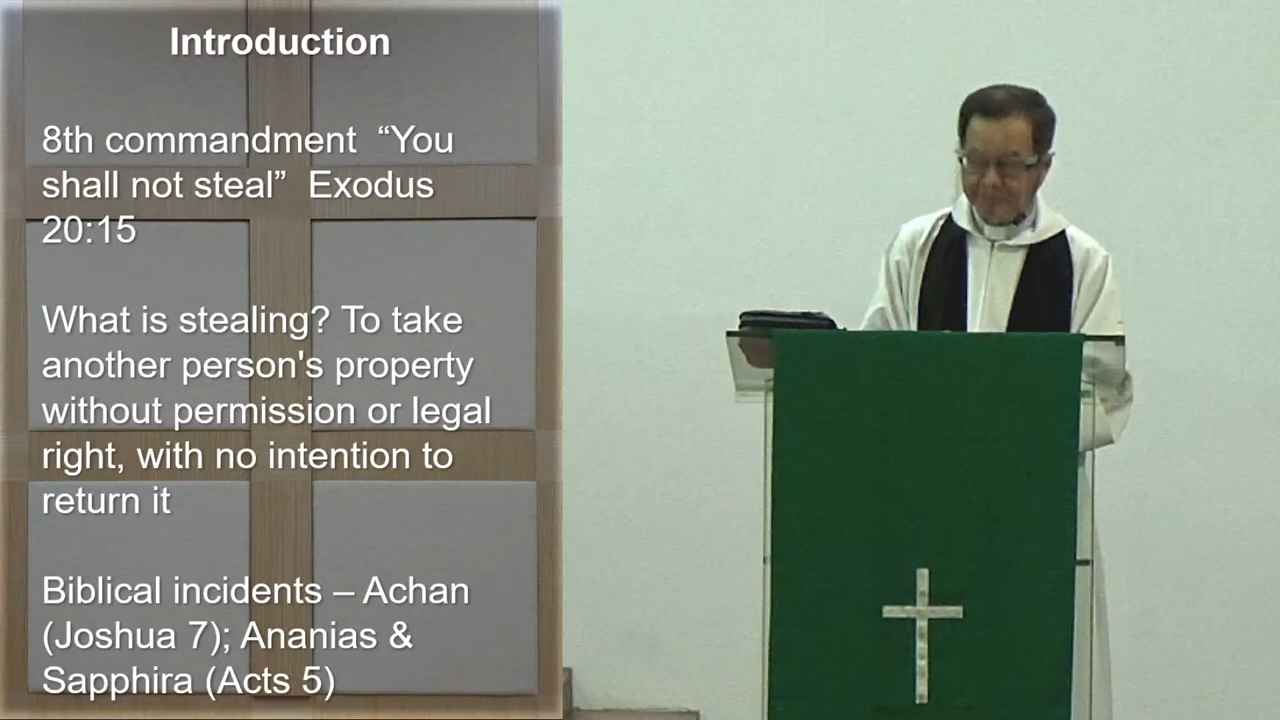 Introduction
8th commandment “You
shall not steal” Exodus
20:15
What is stealing? To take
another person's property
without permission or legal
right, with no intention to
return it
Biblical incidents – Achan
(Joshua 7); Ananias &
Sapphira (Acts 5)